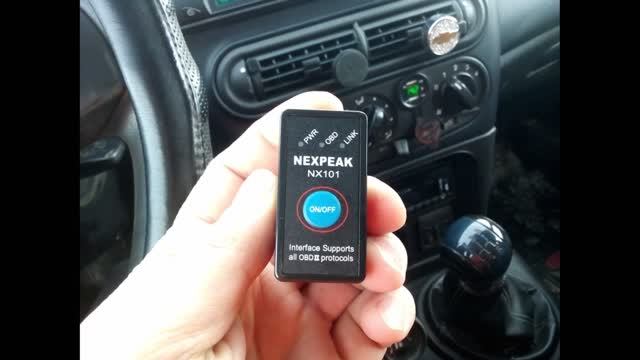 PWR OBD LINK
NEXPEAK
NX101
ON/OFF
Interface Supports
all OBDII protocols